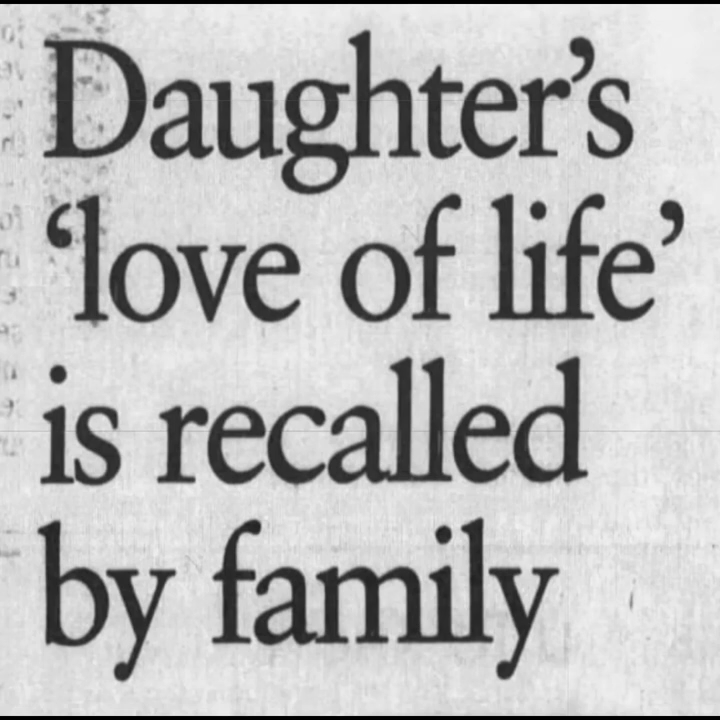 Daughter’s
‘love of life’
is recalled
by family